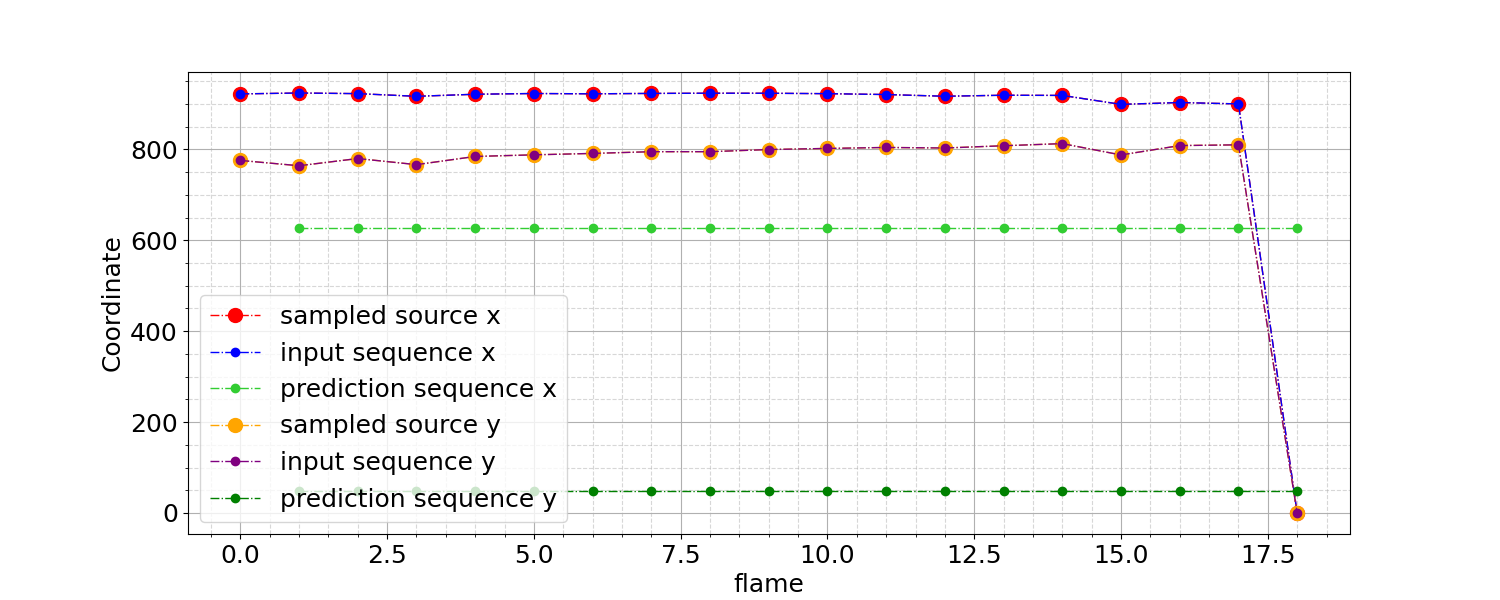 800
600
400
200
0
Coordinate
sampled source x
input sequence x
prediction sequence x
sampled source y
input sequence y
prediction sequence y
0.0 2.5 5.0 7.5 10.0 12.5 15.0 17.5
flame